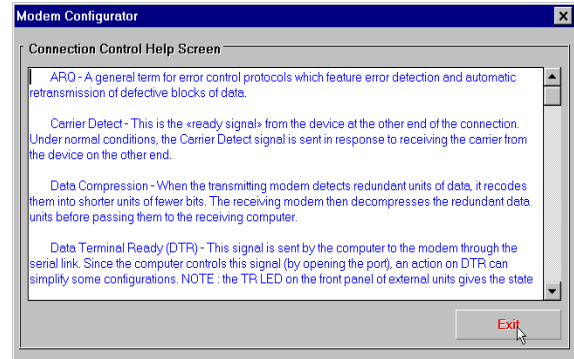 Modem Configurator
Connection Control Help Screen
ARQ - A general term for error control protocols which feature error detection and automatic
retransmission of defective blocks of data.
Carrier Detect - This is the «ready signal» from the device at the other end of the connection.
Under normal conditions, the Carrier Detect signal is sent in response to receiving the carrier from
the device on the other end.
Data Compression - When the transmitting modem detects redundant units of data, it recodes
them into shorter units of fewer bits. The receiving modem then decompresses the redundant data
units before passing them to the receiving computer.
Data Terminal Ready (DTR) - This signal is sent by the computer to the modem through the
serial link. Since the computer controls this signal (by opening the port), an action on DTR can
simplify some configurations. NOTE : the TR LED on the front panel of external units gives the state
Exit